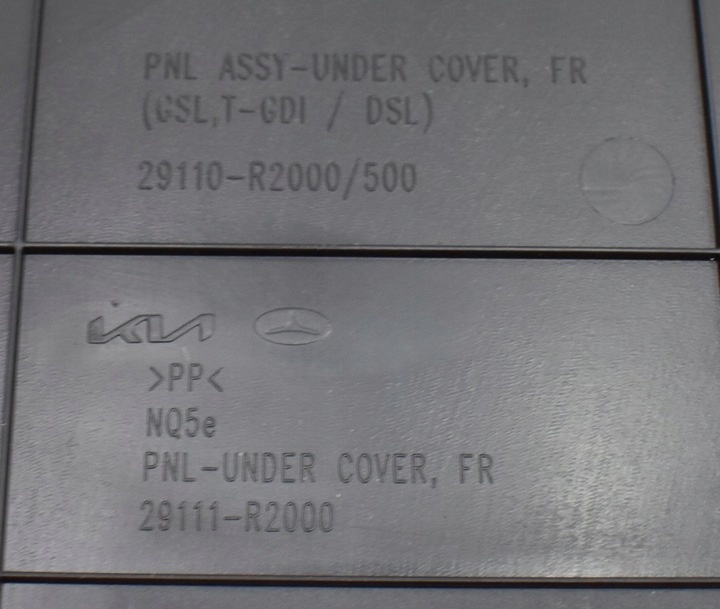 PNL ASSY-UNDER COVER, FR
(GSL,T-GDI / DSL)
29110-R2000/500
KIA
>PP<
NQ5e
PNL-UNDER COVER, FR
29111-R2000